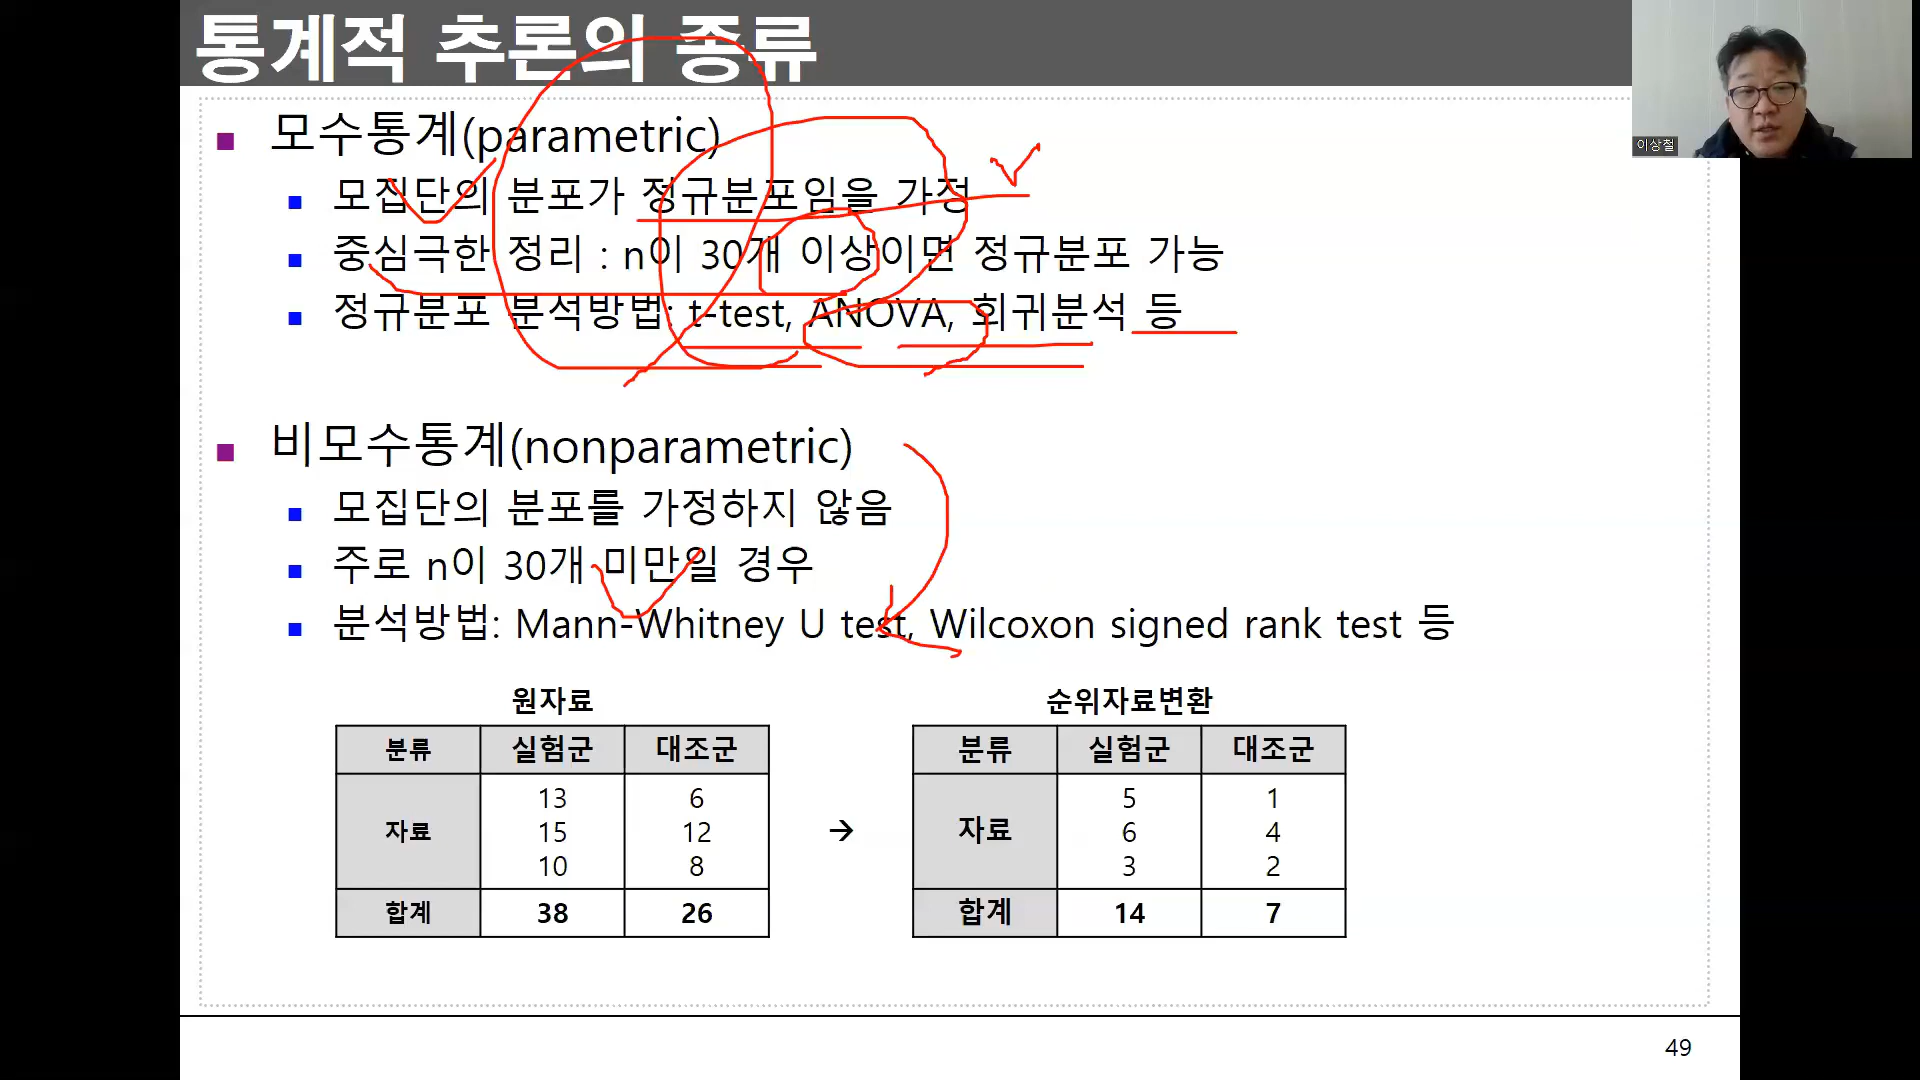 통계적 추론의 종류
이상철
모수통계(parametric)
모집단의 분포가 정규분포임을 가정
중심극한 정리 : n이 30개 이상이면 정규분포 가능
정규분포 분석방법: t-test, ANOVA, 회귀분석 등
비모수통계(nonparametric)
모집단의 분포를 가정하지 않음
주로 n이 30개 미만일 경우
분석방법: Mann-Whitney U test, Wilcoxon signed rank test 등
원자료
분류 실험군 대조군
13 6
자료 15 12
10 8
합계 38 26
→
순위자료변환
분류 실험군 대조군
5 1
자료 6 4
3 2
합계 14 7
49